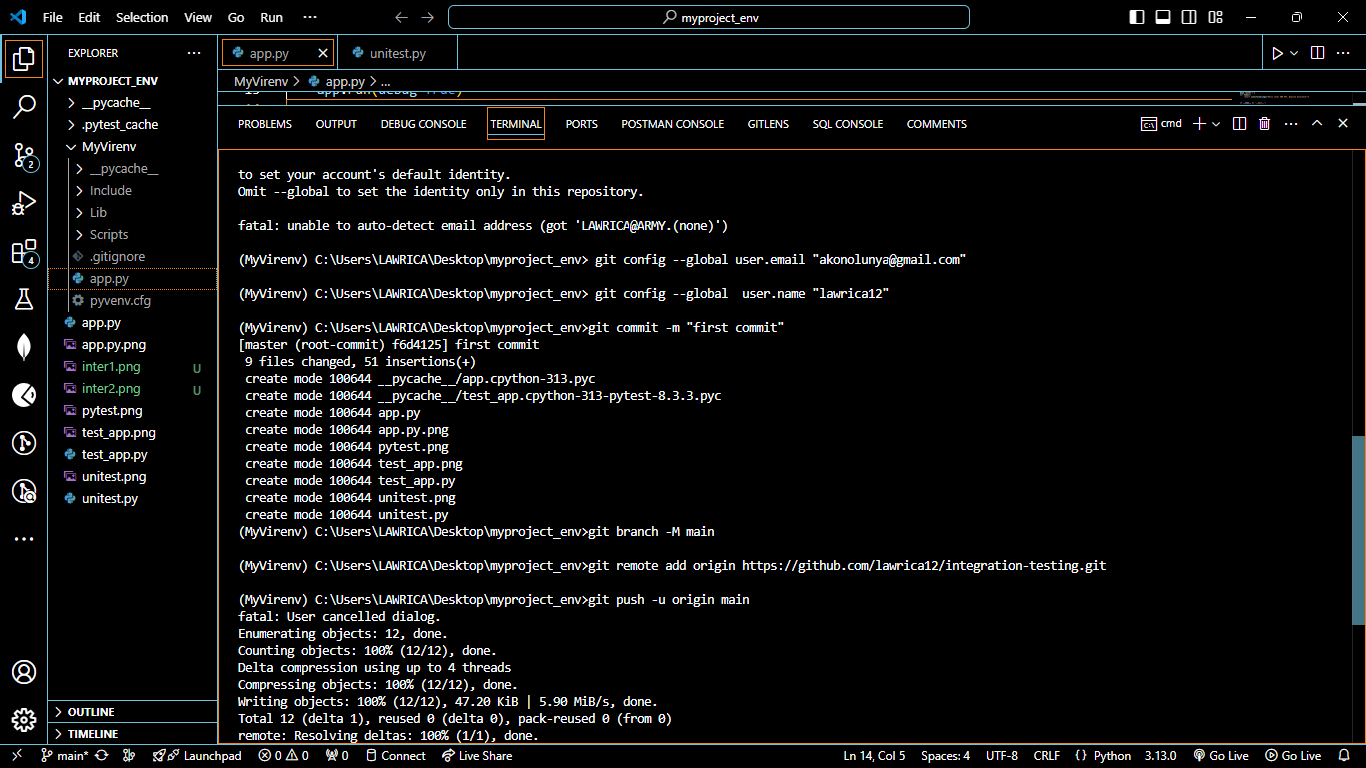 File Edit Selection View Go Run ···
myproject_env
EXPLORER
MYPROJECT_ENV
__pycache__
.pytest_cache
MyVirenv
__pycache__
Include
Lib
Scripts
.gitignore
app.py
pyvenv.cfg
app.py
app.py.png
inter1.png U
inter2.png U
pytest.png
test_app.png
test_app.py
unitest.png
unitest.py
OUTLINE
TIMELINE
2
4
app.py unitest.py
MyVirenv > app.py > ...
PROBLEMS OUTPUT DEBUG CONSOLE TERMINAL PORTS POSTMAN CONSOLE GITLENS SQL CONSOLE COMMENTS
cmd
to set your account's default identity.
Omit --global to set the identity only in this repository.
fatal: unable to auto-detect email address (got 'LAWRICA@ARMY.(none)')
(MyVirenv) C:\Users\LAWRICA\Desktop\myproject_env> git config --global user.email "akonolunya@gmail.com"
(MyVirenv) C:\Users\LAWRICA\Desktop\myproject_env> git config --global  user.name "lawrica12"
(MyVirenv) C:\Users\LAWRICA\Desktop\myproject_env>git commit -m "first commit"
[master (root-commit) f6d4125] first commit
9 files changed, 51 insertions(+)
create mode 100644 __pycache__/app.cpython-313.pyc
create mode 100644 __pycache__/test_app.cpython-313-pytest-8.3.3.pyc
create mode 100644 app.py
create mode 100644 app.py.png
create mode 100644 pytest.png
create mode 100644 test_app.png
create mode 100644 test_app.py
create mode 100644 unitest.png
create mode 100644 unitest.py
(MyVirenv) C:\Users\LAWRICA\Desktop\myproject_env>git branch -M main
(MyVirenv) C:\Users\LAWRICA\Desktop\myproject_env>git remote add origin https://github.com/lawrica12/integration-testing.git
(MyVirenv) C:\Users\LAWRICA\Desktop\myproject_env>git push -u origin main
fatal: User cancelled dialog.
Enumerating objects: 12, done.
Counting objects: 100% (12/12), done.
Delta compression using up to 4 threads
Compressing objects: 100% (12/12), done.
Writing objects: 100% (12/12), 47.20 KiB | 5.90 MiB/s, done.
Total 12 (delta 1), reused 0 (delta 0), pack-reused 0 (from 0)
remote: Resolving deltas: 100% (1/1), done.
main* Launchpad 0 0 0 Connect Live Share Ln 14, Col 5 Spaces: 4 UTF-8 CRLF Python 3.13.0 Go Live Go Live